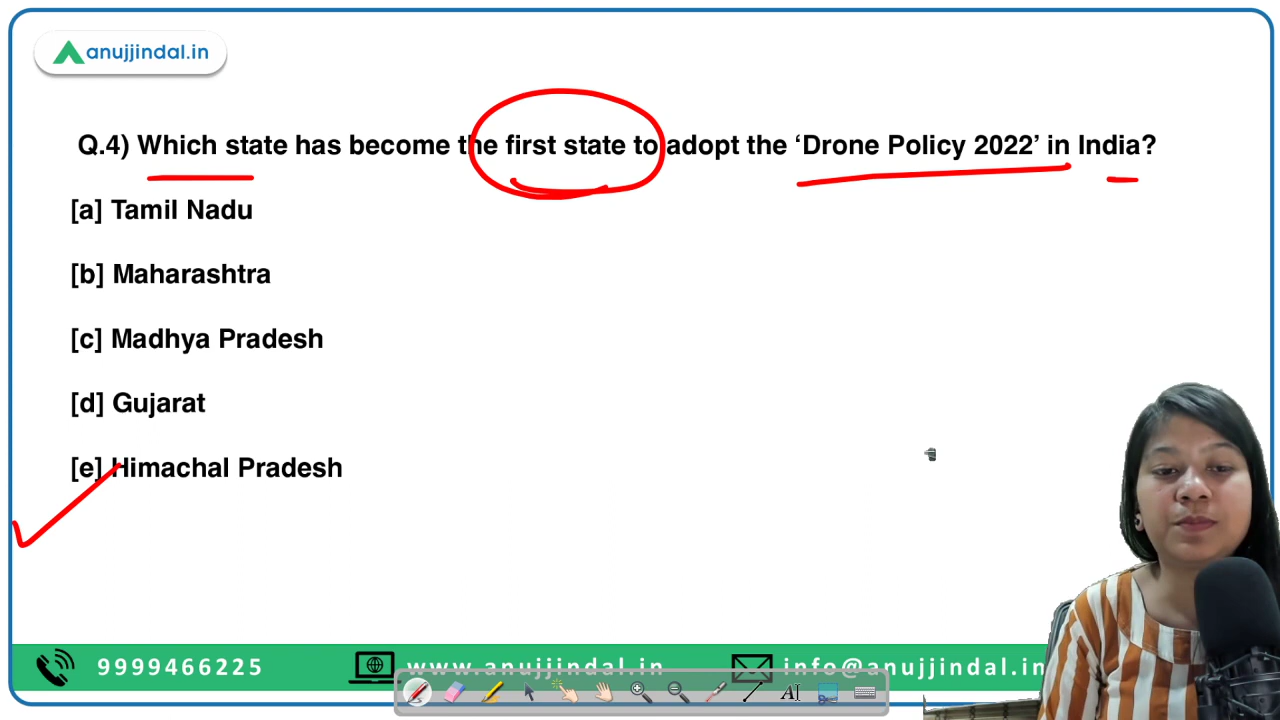 anujjindal.in
Q.4) Which state has become the first state to adopt the ‘Drone Policy 2022’ in India?
[a] Tamil Nadu
[b] Maharashtra
[c] Madhya Pradesh
[d] Gujarat
[e] Himachal Pradesh
9999466225 www.anujjindal.in info@anujjindal.in
AI